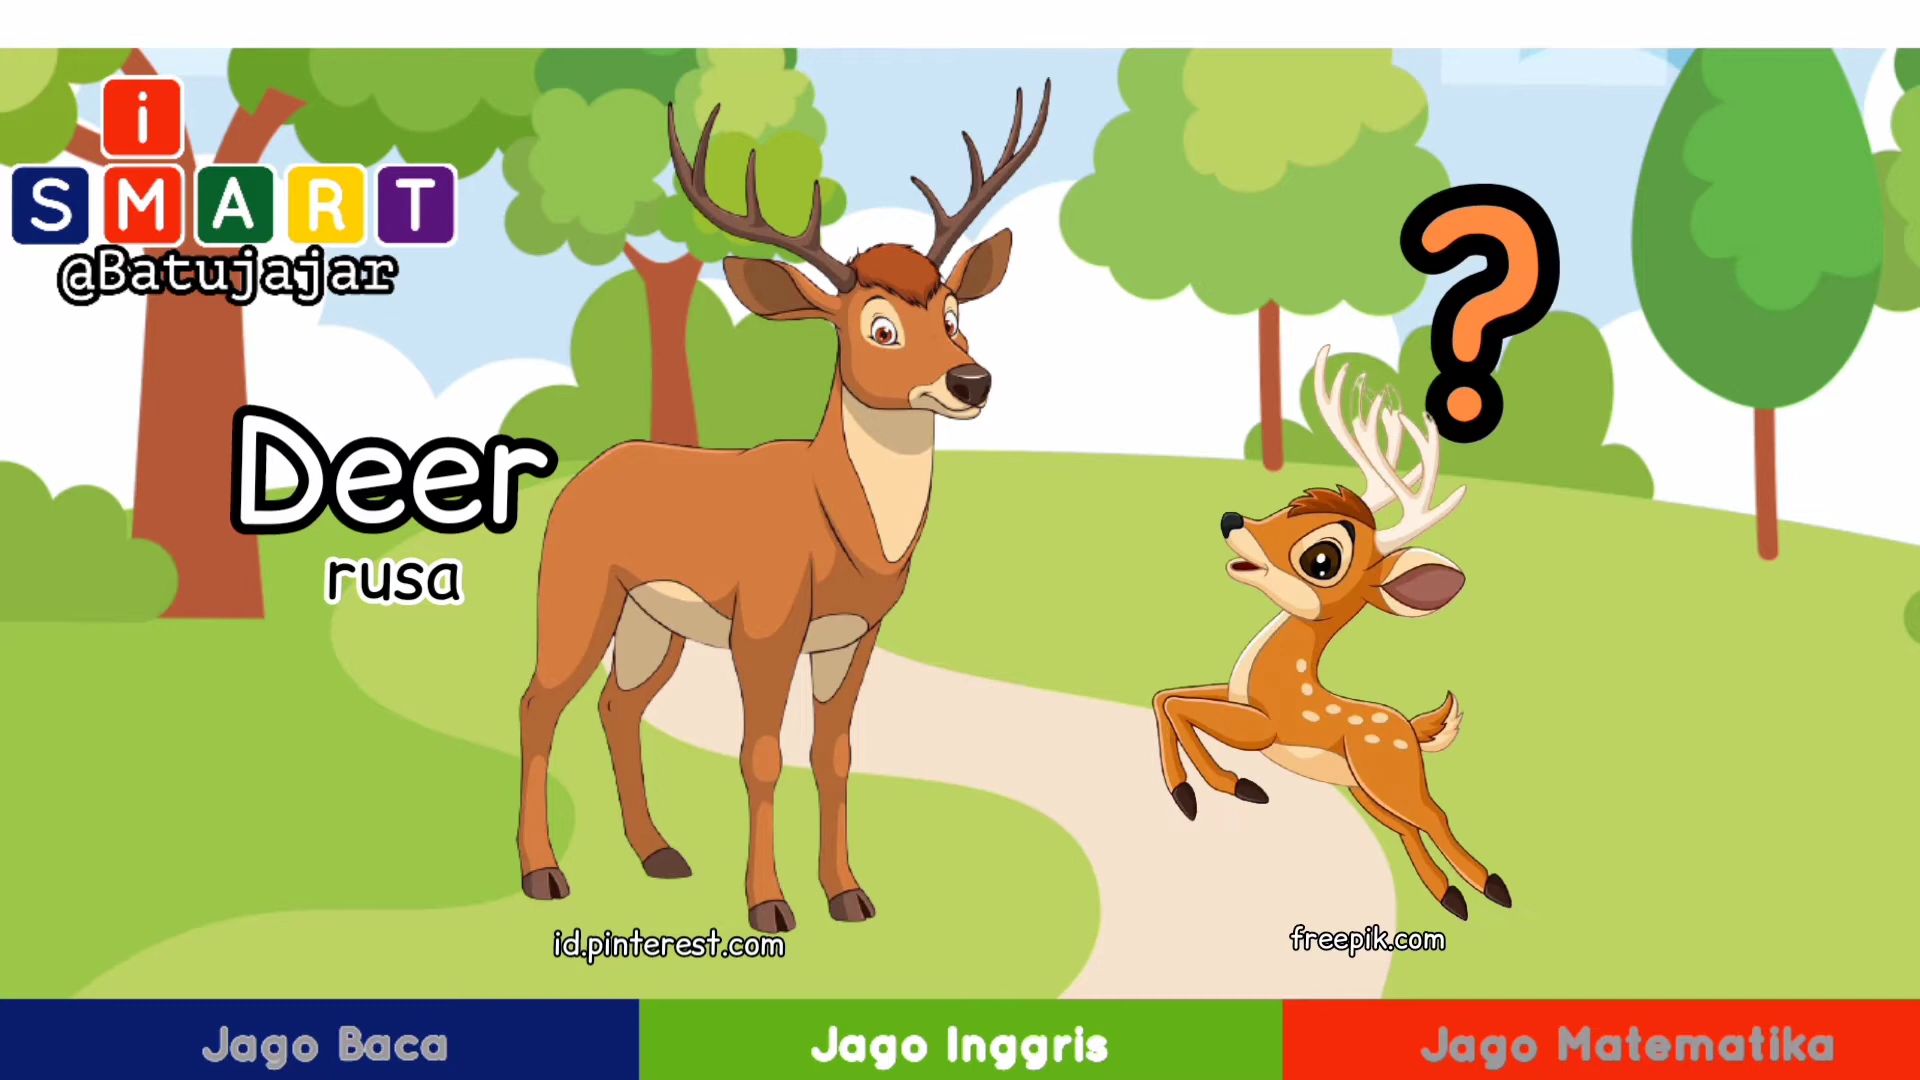 i
SMART
@Batujajar
?
Deer
rusa
id.pinterest.com
freepik.com
Jago Baca
Jago Inggris
Jago Matematika